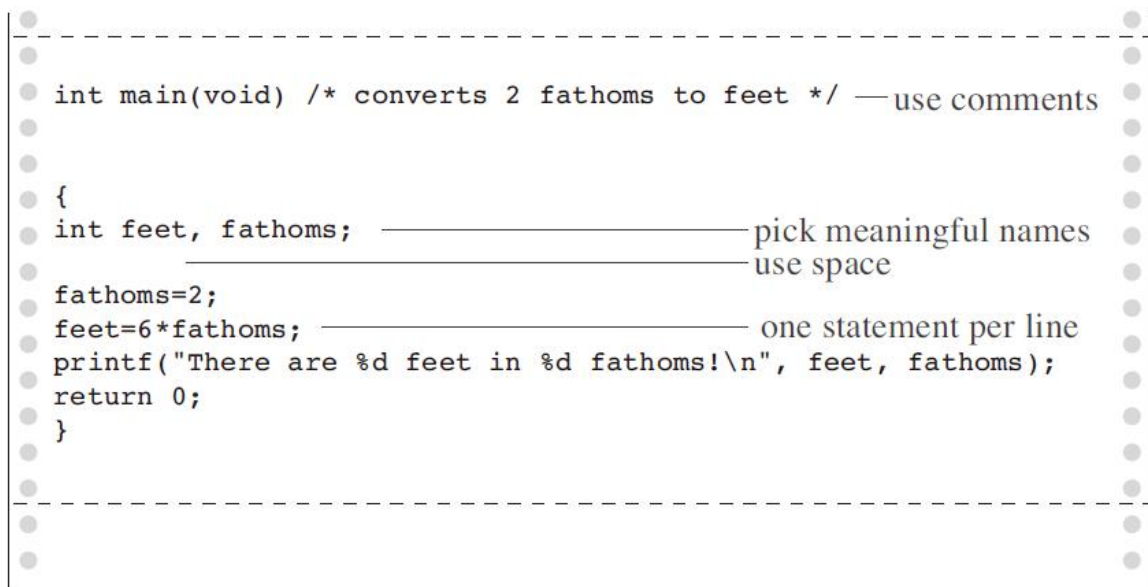 int main(void) /* converts 2 fathoms to feet */ use comments
{
int feet, fathoms; pick meaningful names
use space
fathoms=2;
feet=6*fathoms; one statement per line
printf("There are %d feet in %d fathoms!\n", feet, fathoms);
return 0;
}